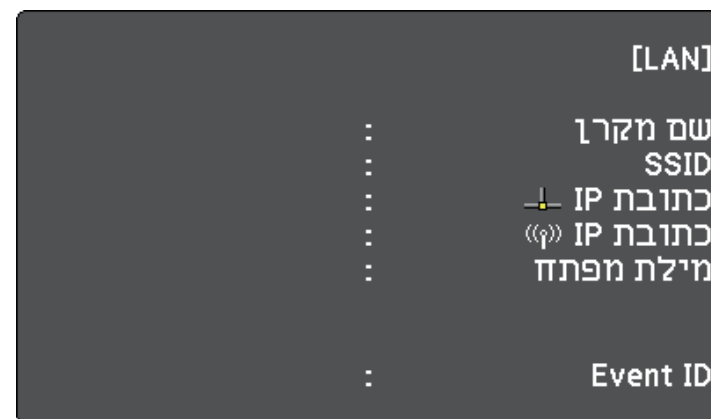 [LAN]
שם מקרן :
SSID :
כתובת IP :
כתובת IP :
מילת מפתח :
Event ID :